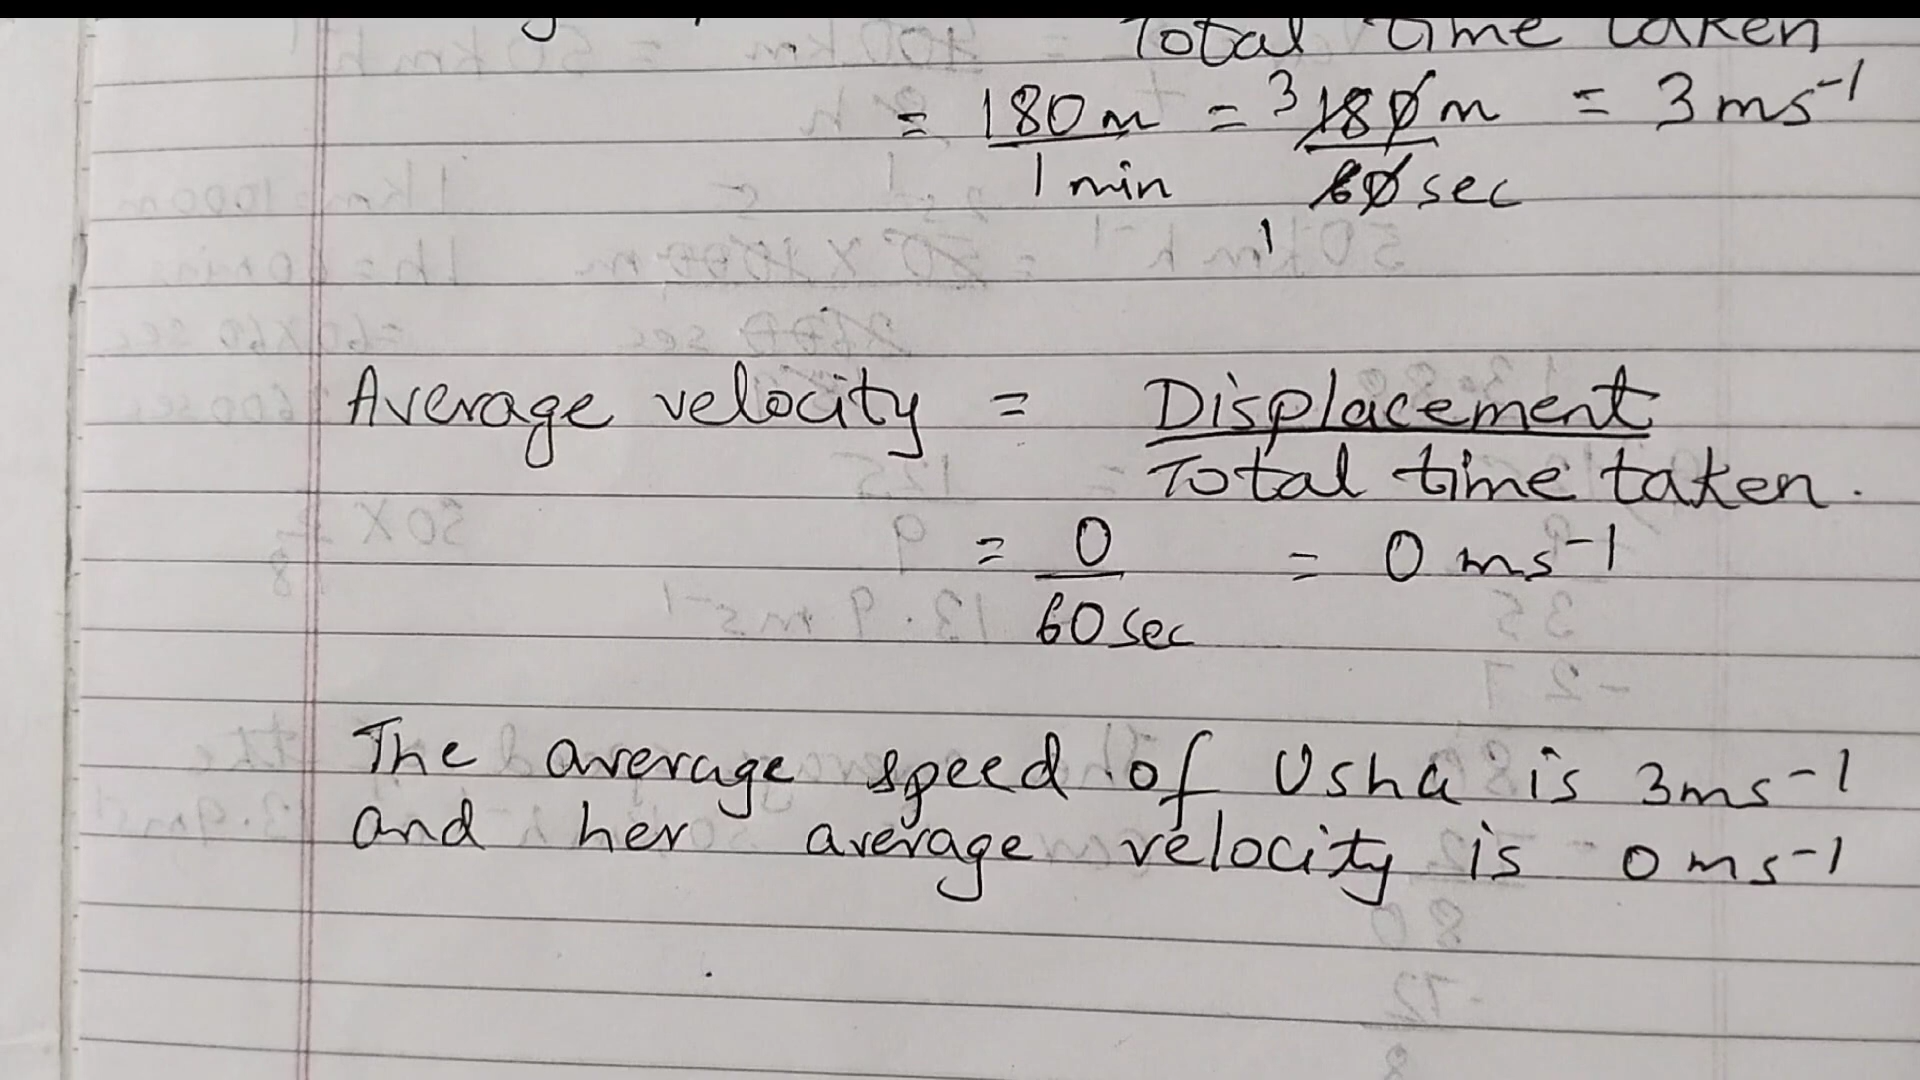 Total time taken
= 180 m / 1 min = 3 180 m / 60 sec 1 = 3 ms⁻¹
Average velocity = Displacement / Total time taken.
= 0 / 60 sec = 0 ms⁻¹
The average speed of Usha is 3ms⁻¹
and her average velocity is 0 ms⁻¹